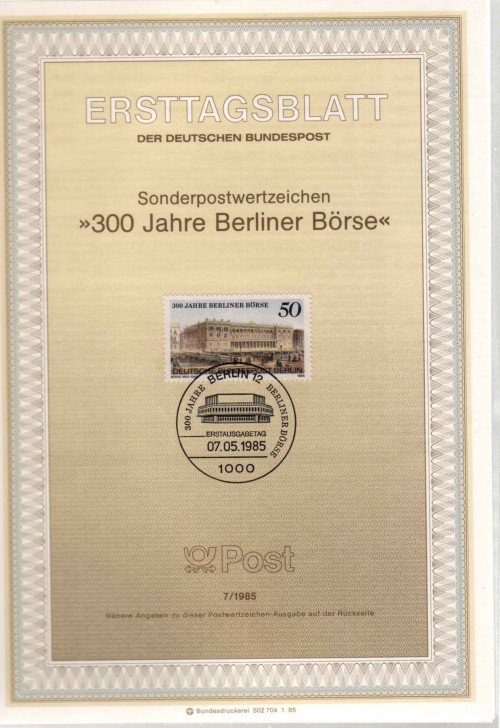 ERSTTAGSBLATT
DER DEUTSCHEN BUNDESPOST
Sonderpostwertzeichen
»300 Jahre Berliner Börse«
300 JAHRE BERLINER BÖRSE 50
DEUTSCHE BUNDESPOST BERLIN
BERLIN 12
300 JAHRE BERLINER BÖRSE
ERSTAUSGABETAG
07.05.1985
1000
Post
7/1985
Nähere Angaben zu dieser Postwertzeichen-Ausgabe auf der Rückseite
Bundesdruckerei 502 704 1. 85